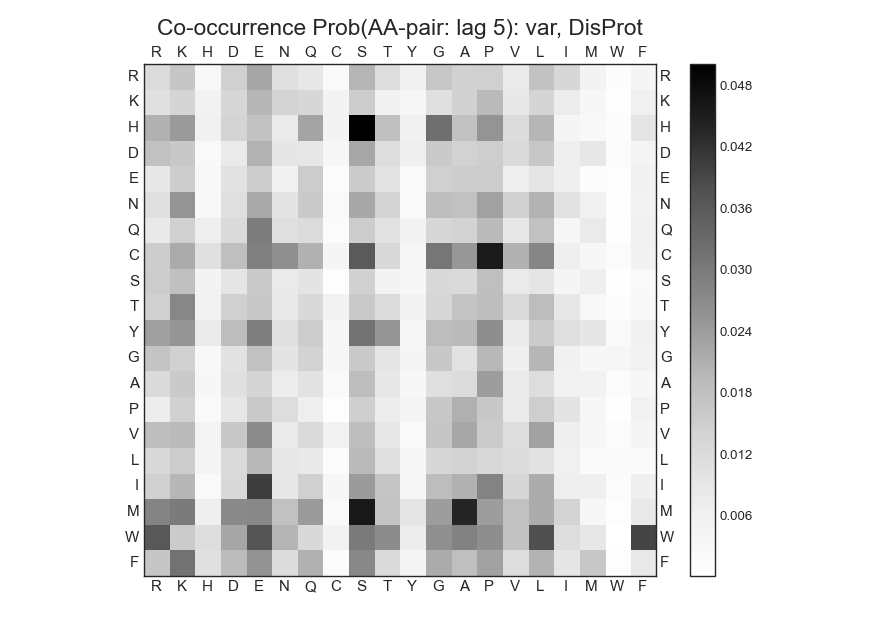 Co-occurrence Prob(AA-pair: lag 5): var, DisProt
R K H D E N Q C S T Y G A P V L I M W F
R R
K K
H H
D D
E E
N N
Q Q
C C
S S
T T
Y Y
G G
A A
P P
V V
L L
I I
M M
W W
F F
R K H D E N Q C S T Y G A P V L I M W F
0.048
0.042
0.036
0.030
0.024
0.018
0.012
0.006